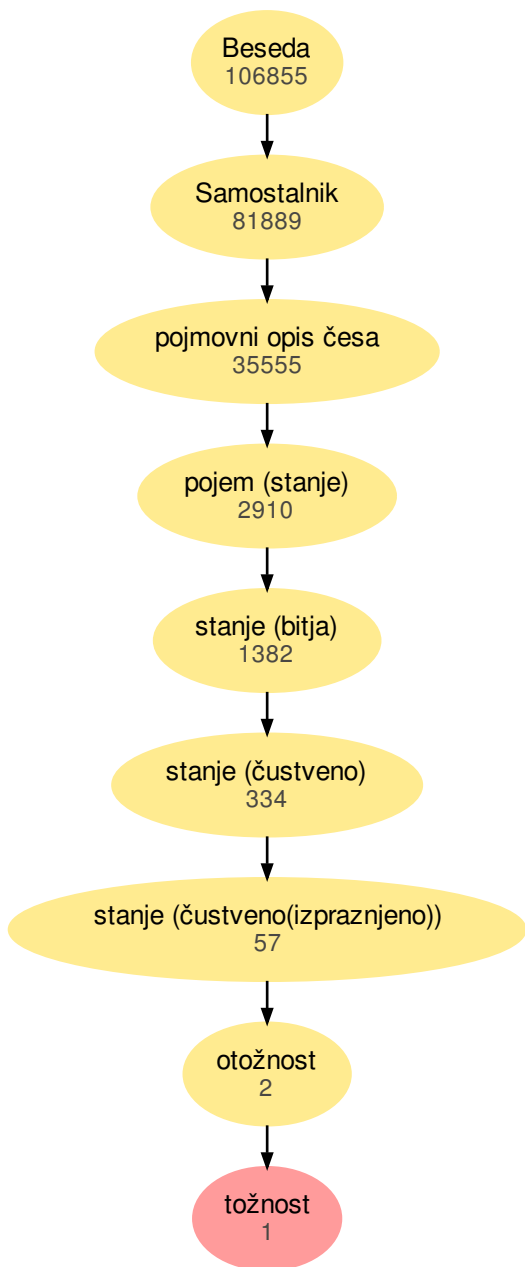 Beseda
106855
Samostalnik
81889
pojmovni opis česa
35555
pojem (stanje)
2910
stanje (bitja)
1382
stanje (čustveno)
334
stanje (čustveno(izpraznjeno))
57
otožnost
2
tožnost
1